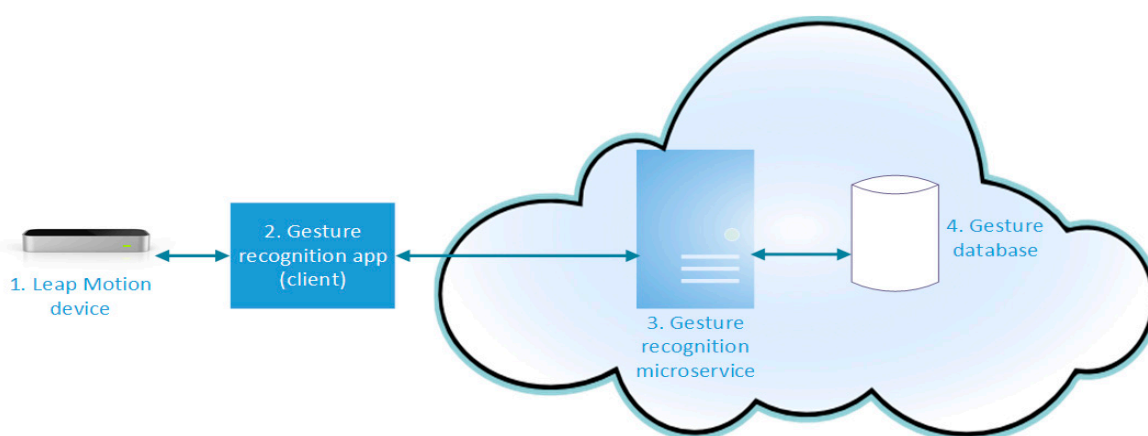 1. Leap Motion
device
2. Gesture
recognition app
(client)
3. Gesture
recognition
microservice
4. Gesture
database